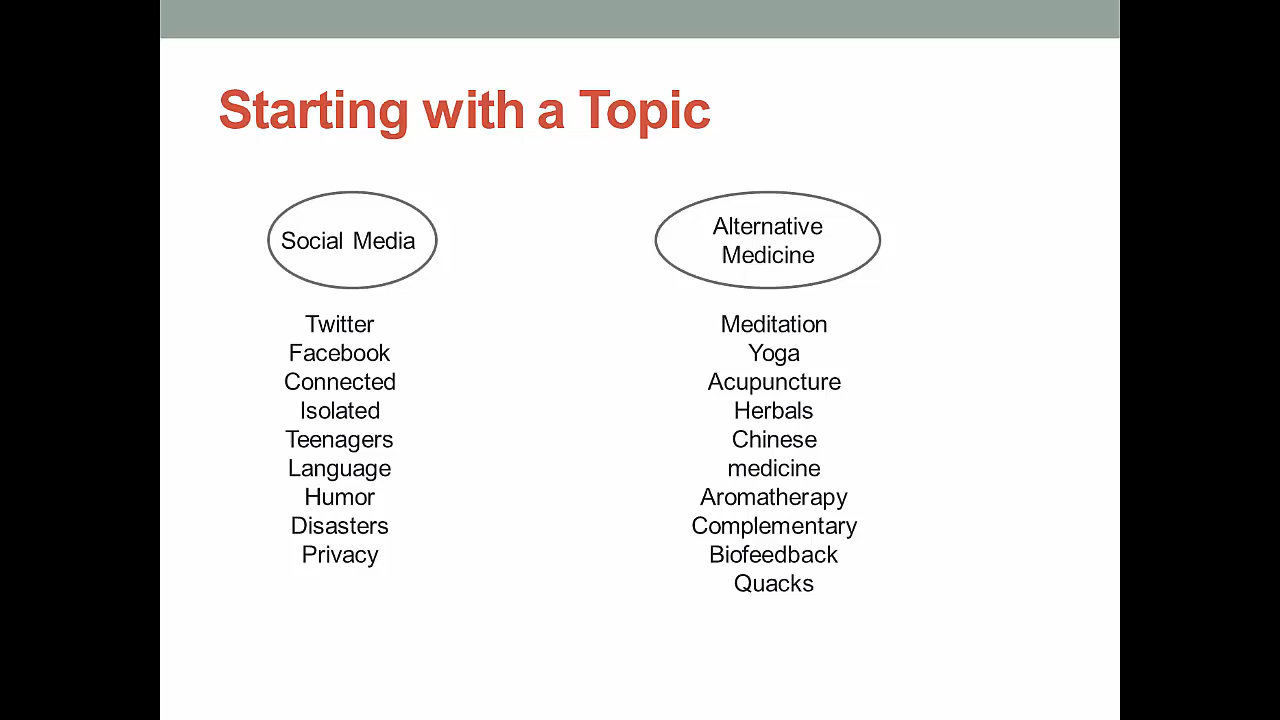 Starting with a Topic
Social Media
Twitter
Facebook
Connected
Isolated
Teenagers
Language
Humor
Disasters
Privacy
Alternative
Medicine
Meditation
Yoga
Acupuncture
Herbals
Chinese
medicine
Aromatherapy
Complementary
Biofeedback
Quacks